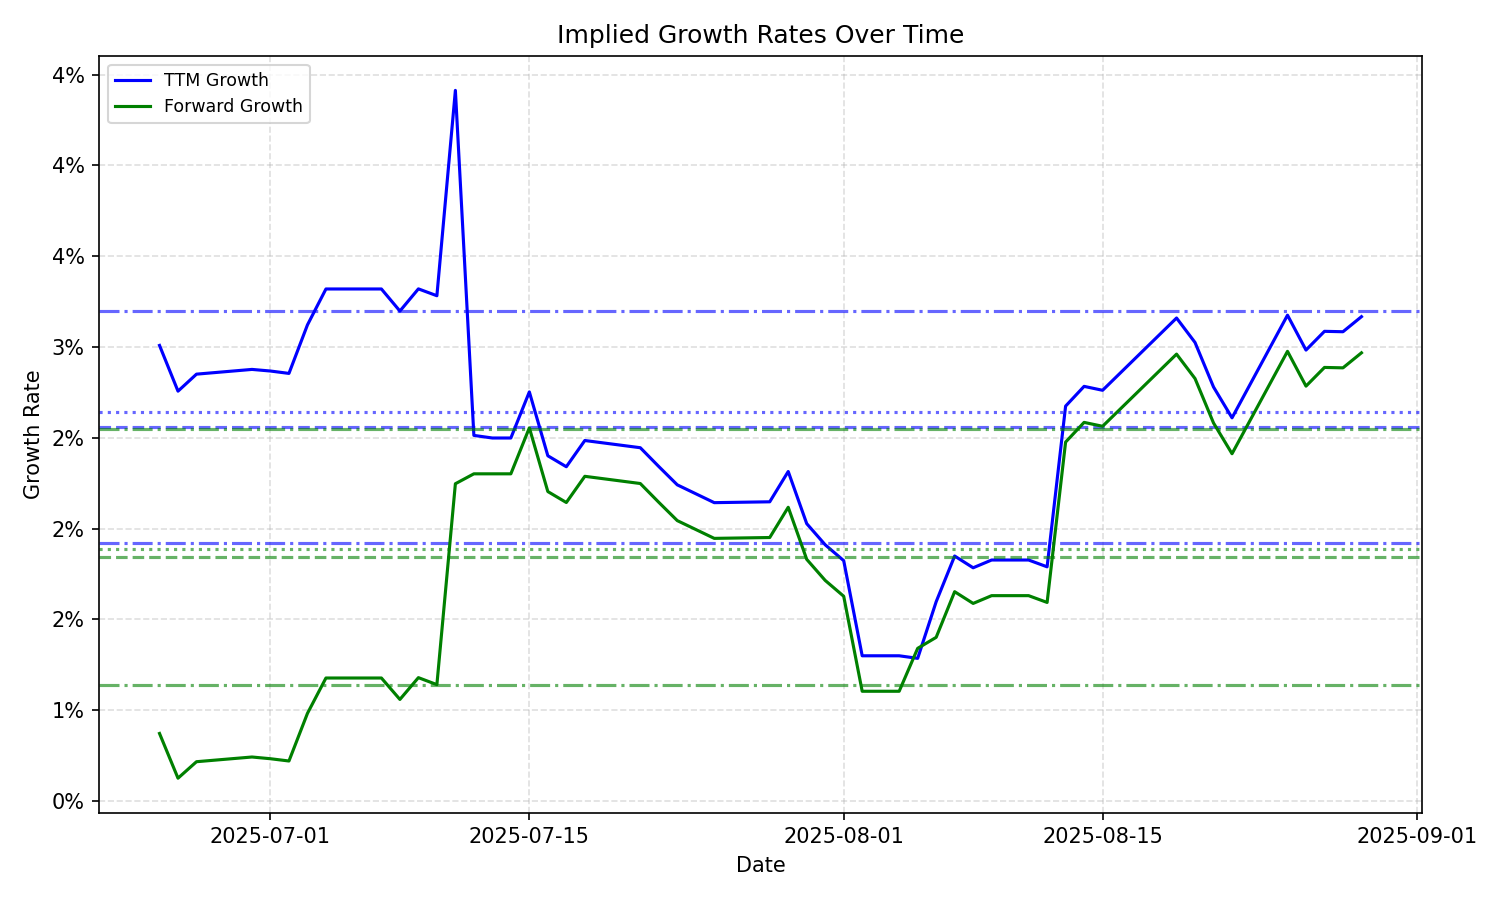 Implied Growth Rates Over Time
TTM Growth
Forward Growth
4%
4%
4%
3%
2%
2%
2%
1%
0%
Growth Rate
2025-07-01
2025-07-15
2025-08-01
2025-08-15
2025-09-01
Date